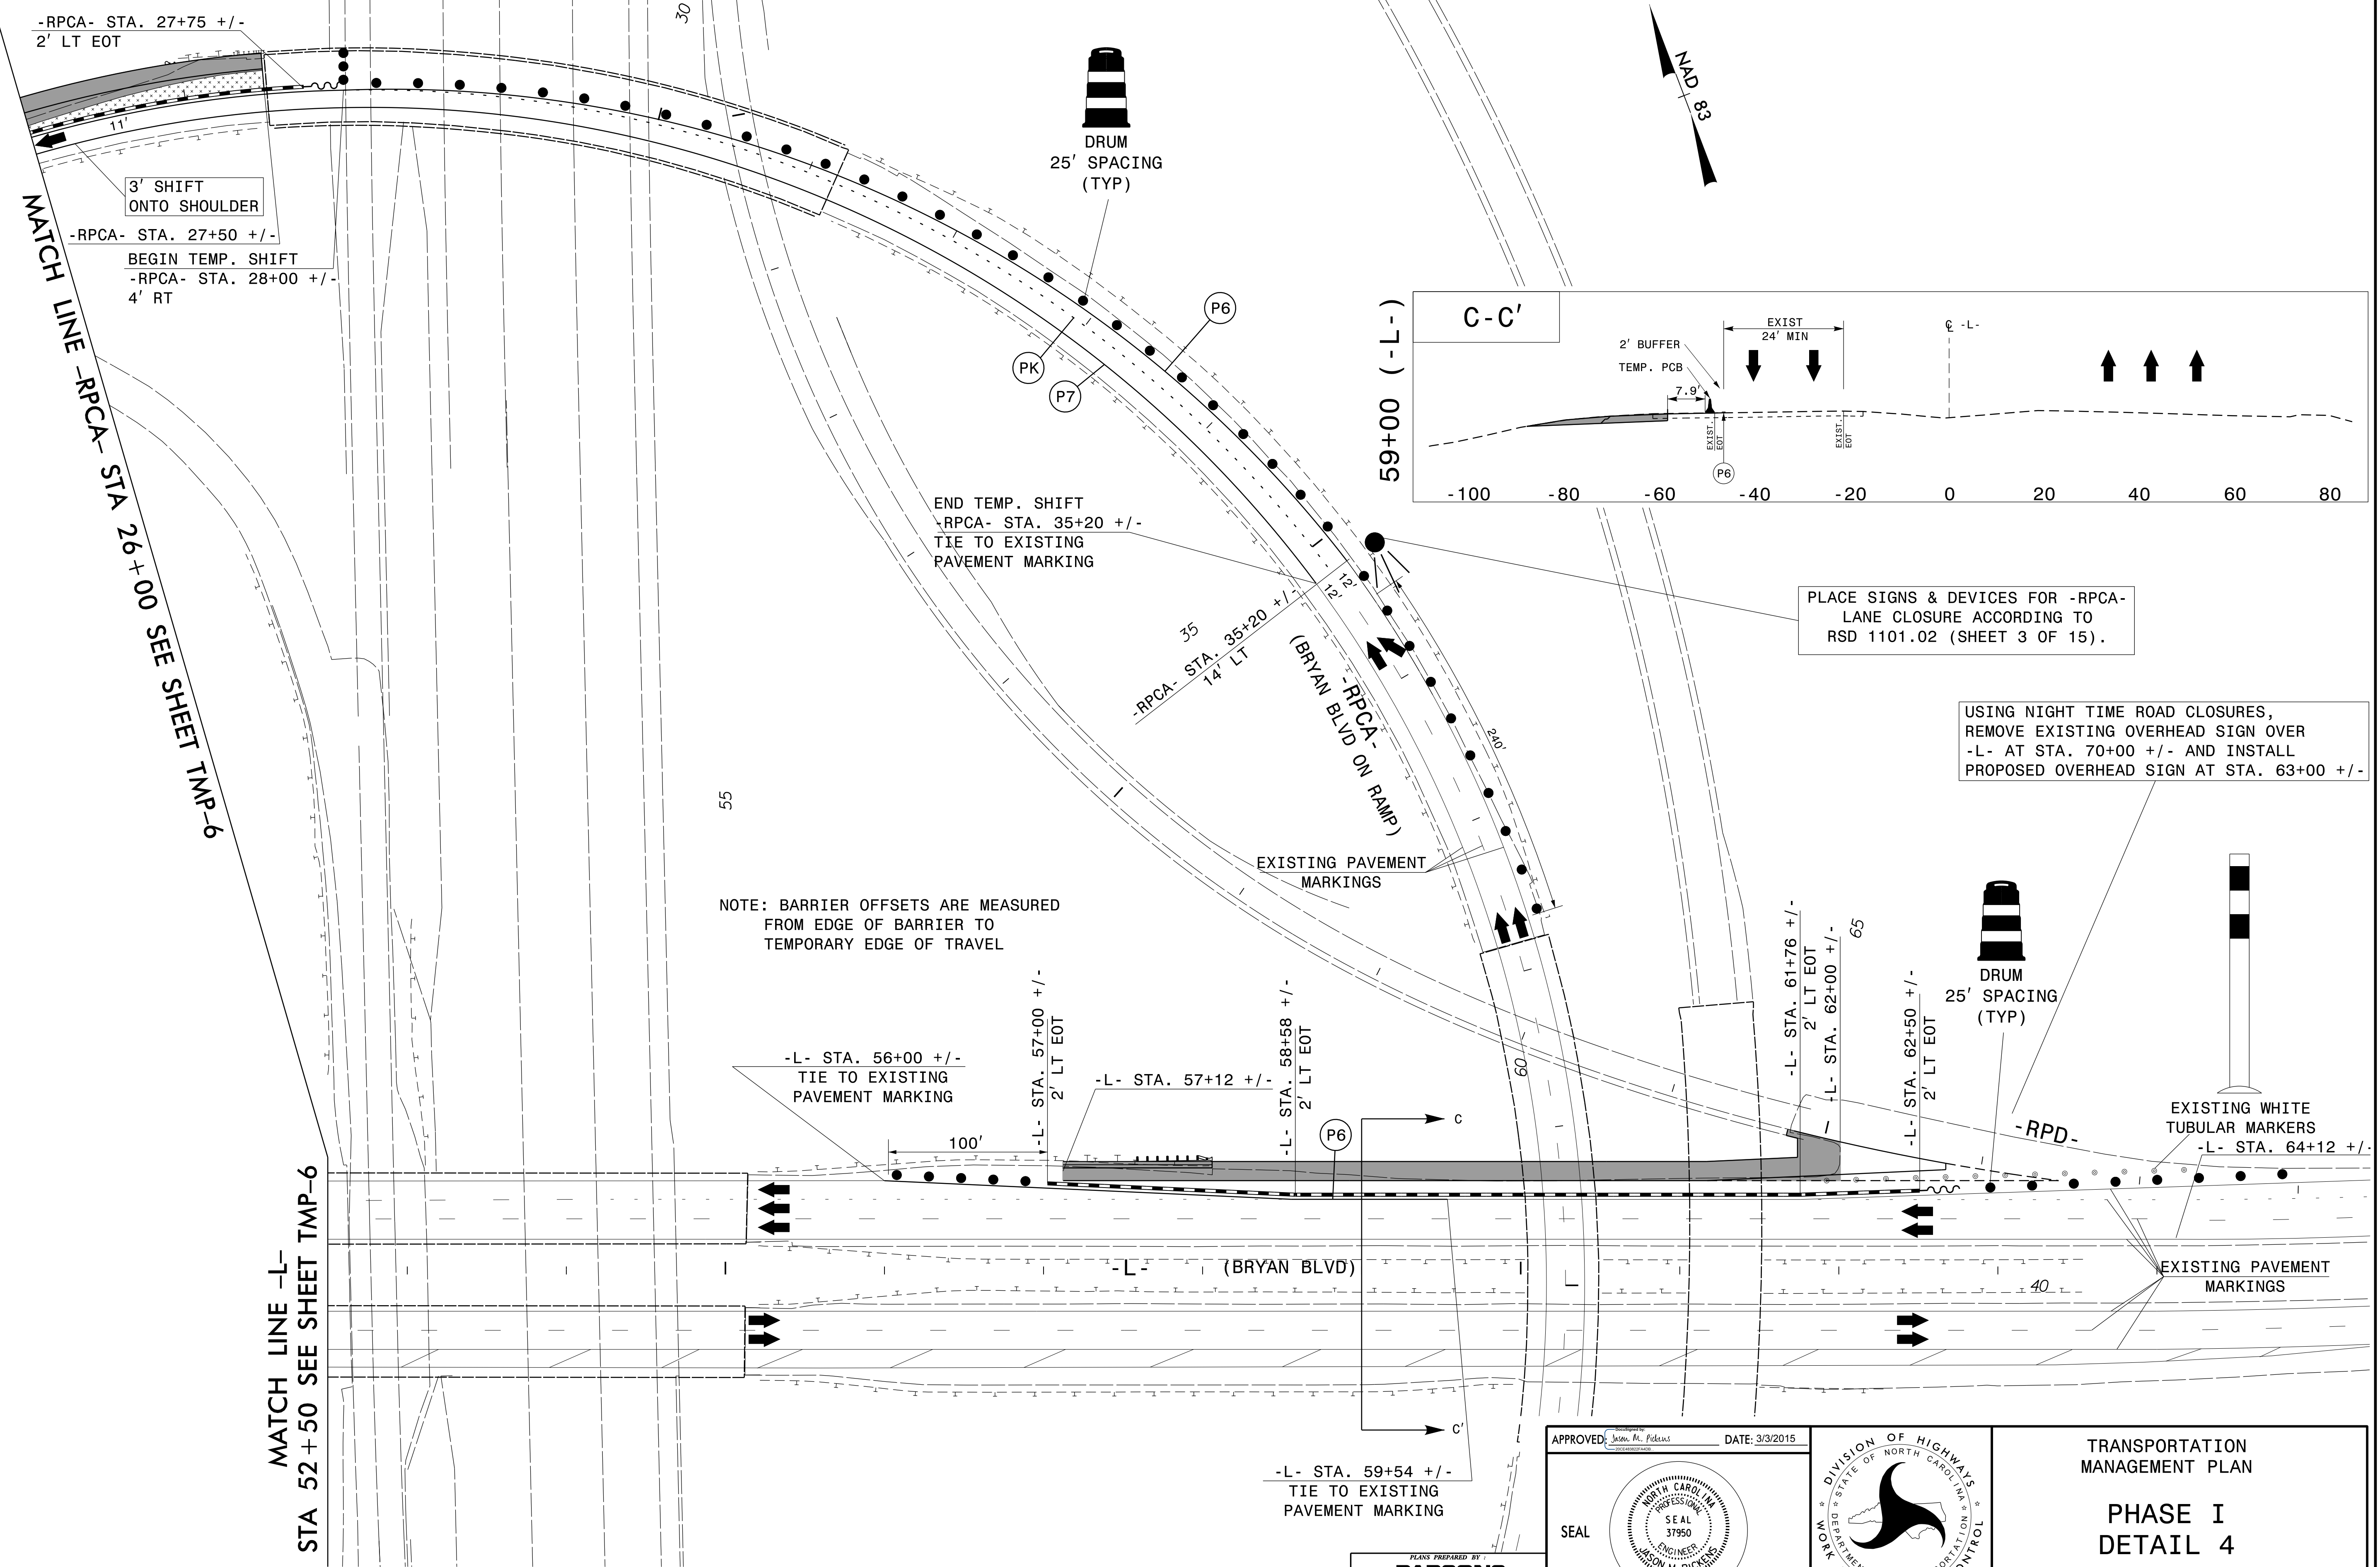 -RPCA- STA. 27+75 +/-
2' LT EOT
11'
3' SHIFT
ONTO SHOULDER
-RPCA- STA. 27+50 +/-
BEGIN TEMP. SHIFT
-RPCA- STA. 28+00 +/-
4' RT
MATCH LINE -RPCA- STA 26+00 SEE SHEET TMP-6
30
DRUM
25' SPACING
(TYP)
NAD 83
P6
PK
P7
59+00 (-L-)
C-C'
EXIST
24' MIN
2' BUFFER
TEMP. PCB
7.9'
℄ -L-
EXIST.
EOT
EXIST.
EOT
P6
-100 -80 -60 -40 -20 0 20 40 60 80
END TEMP. SHIFT
-RPCA- STA. 35+20 +/-
TIE TO EXISTING
PAVEMENT MARKING
12'
12'
35
-RPCA- STA. 35+20 +/-
14' LT
PLACE SIGNS & DEVICES FOR -RPCA-
LANE CLOSURE ACCORDING TO
RSD 1101.02 (SHEET 3 OF 15).
-RPCA-
(BRYAN BLVD ON RAMP)
240'
USING NIGHT TIME ROAD CLOSURES,
REMOVE EXISTING OVERHEAD SIGN OVER
-L- AT STA. 70+00 +/- AND INSTALL
PROPOSED OVERHEAD SIGN AT STA. 63+00 +/-
55
EXISTING PAVEMENT
MARKINGS
NOTE: BARRIER OFFSETS ARE MEASURED
FROM EDGE OF BARRIER TO
TEMPORARY EDGE OF TRAVEL
-L- STA. 56+00 +/-
TIE TO EXISTING
PAVEMENT MARKING
100'
-L- STA. 57+00 +/-
2' LT EOT
-L- STA. 57+12 +/-
-L- STA. 58+58 +/-
2' LT EOT
P6
C
60
-L- STA. 61+76 +/-
2' LT EOT
-L- STA. 62+00 +/-
65
-L- STA. 62+50 +/-
2' LT EOT
DRUM
25' SPACING
(TYP)
-RPD-
EXISTING WHITE
TUBULAR MARKERS
-L- STA. 64+12 +/-
MATCH LINE -L-
STA 52+50 SEE SHEET TMP-6
-L- (BRYAN BLVD)
40
EXISTING PAVEMENT
MARKINGS
C'
-L- STA. 59+54 +/-
TIE TO EXISTING
PAVEMENT MARKING
APPROVED: Jason M. Pickens DATE: 3/3/2015
DocuSigned by:
SEAL
NORTH CAROLINA
PROFESSIONAL
SEAL
37950
ENGINEER
JASON M. PICKENS
DIVISION OF HIGHWAYS
STATE OF NORTH CAROLINA
WORK
TRANSPORTATION
MANAGEMENT PLAN
PHASE I
DETAIL 4
PLANS PREPARED BY :
PARSONS